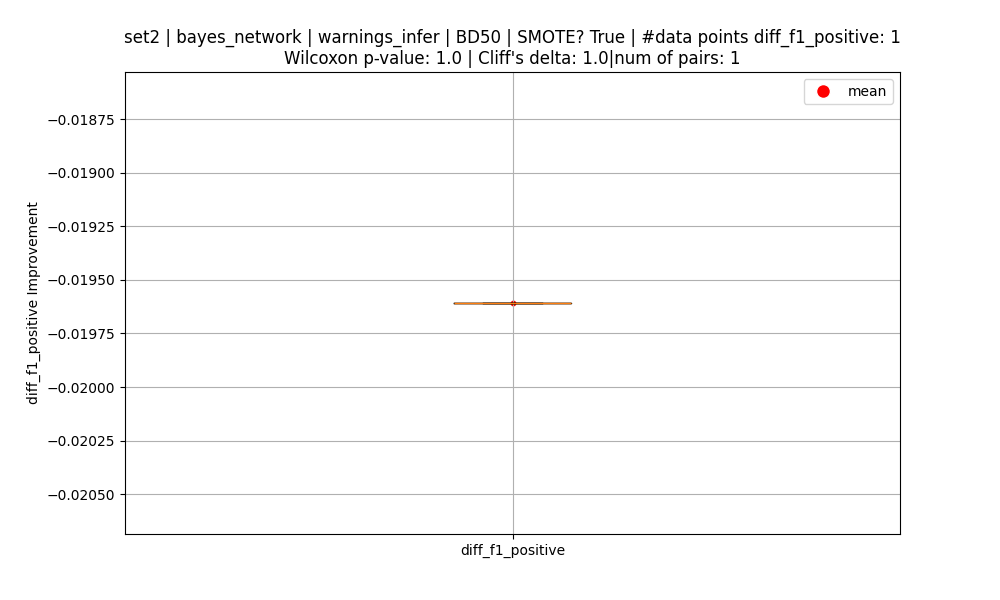 set2 | bayes_network | warnings_infer | BD50 | SMOTE? True | #data points diff_f1_positive: 1
Wilcoxon p-value: 1.0 | Cliff's delta: 1.0|num of pairs: 1
mean
−0.01875
−0.01900
−0.01925
−0.01950
−0.01975
−0.02000
−0.02025
−0.02050
diff_f1_positive Improvement
diff_f1_positive